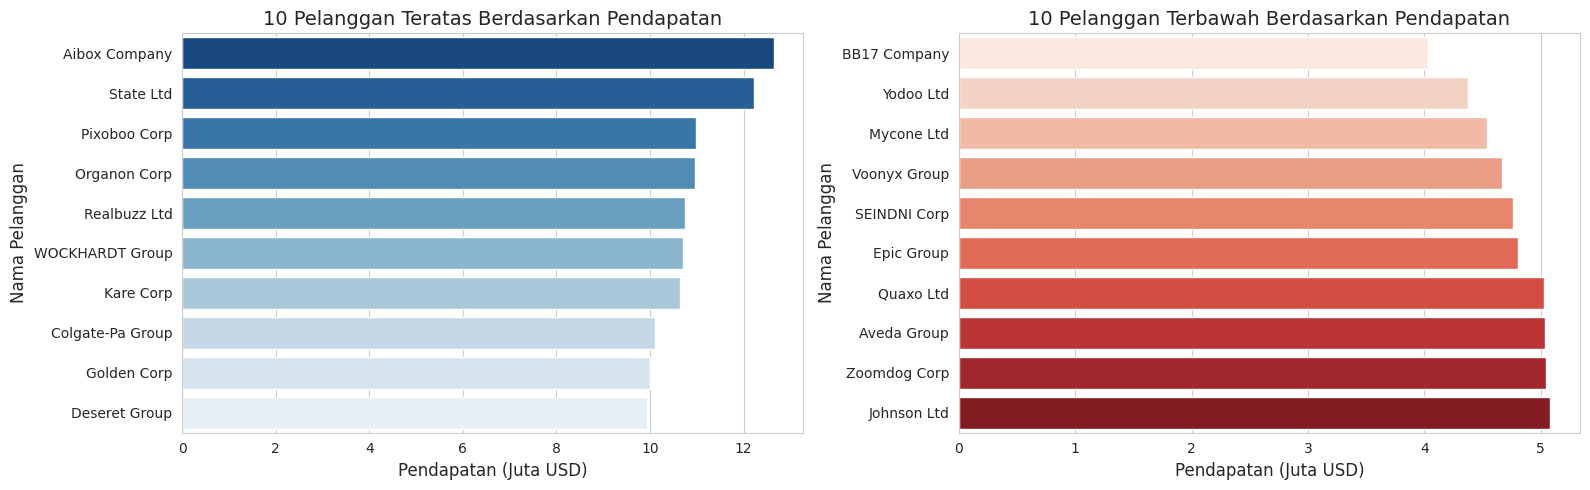 10 Pelanggan Teratas Berdasarkan Pendapatan
Nama Pelanggan
Aibox Company
State Ltd
Pixoboo Corp
Organon Corp
Realbuzz Ltd
WOCKHARDT Group
Kare Corp
Colgate-Pa Group
Golden Corp
Deseret Group
0 2 4 6 8 10 12
Pendapatan (Juta USD)
10 Pelanggan Terbawah Berdasarkan Pendapatan
Nama Pelanggan
BB17 Company
Yodoo Ltd
Mycone Ltd
Voonyx Group
SEINDNI Corp
Epic Group
Quaxo Ltd
Aveda Group
Zoomdog Corp
Johnson Ltd
0 1 2 3 4 5
Pendapatan (Juta USD)